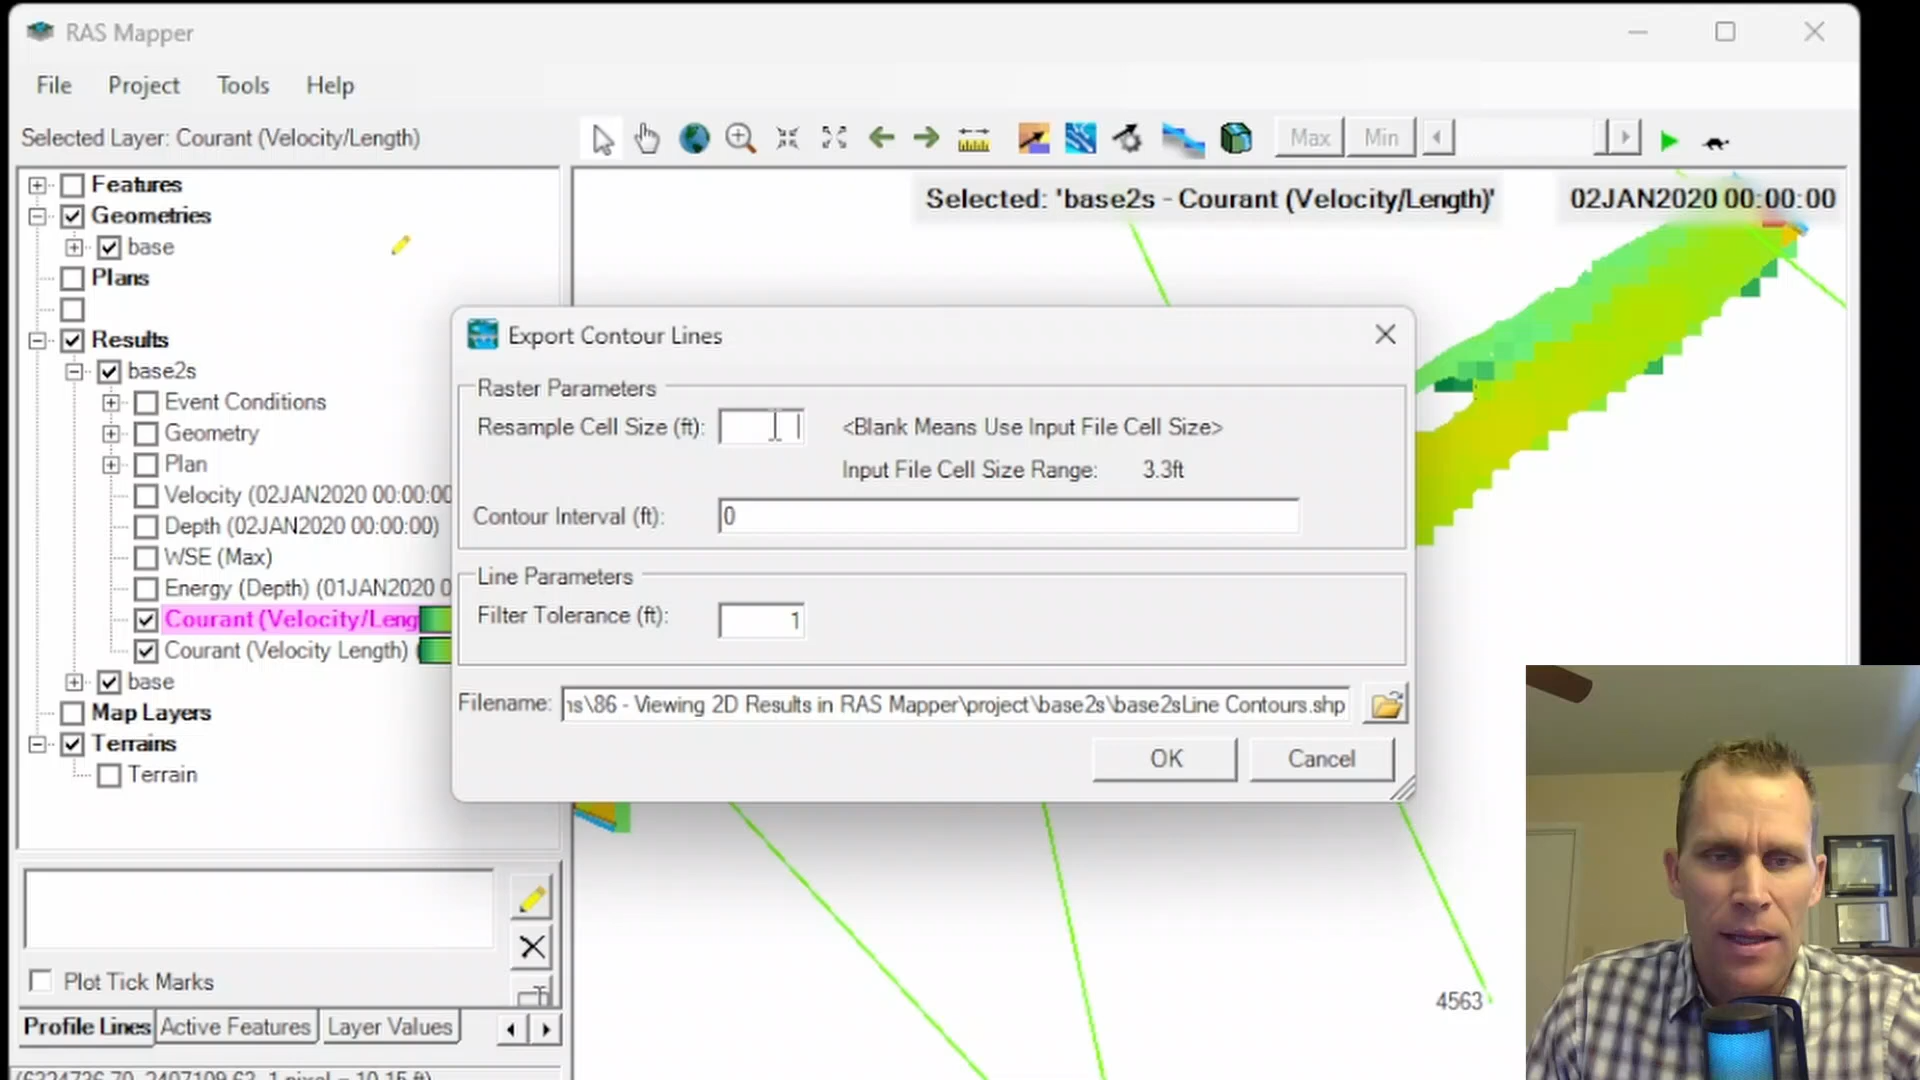 RAS Mapper
File Project Tools Help
Selected Layer: Courant (Velocity/Length)
Max Min
Features
Geometries
base
Plans
Results
base2s
Event Conditions
Geometry
Plan
Velocity (02JAN2020 00:00:00
Depth (02JAN2020 00:00:00)
WSE (Max)
Energy (Depth) (01JAN2020 0
Courant (Velocity/Leng
Courant (Velocity Length) (
base
Map Layers
Terrains
Terrain
Plot Tick Marks
Profile Lines Active Features Layer Values
Selected: 'base2s - Courant (Velocity/Length)' 02JAN2020 00:00:00
Export Contour Lines
Raster Parameters
Resample Cell Size (ft): <Blank Means Use Input File Cell Size>
Input File Cell Size Range: 3.3ft
Contour Interval (ft): 0
Line Parameters
Filter Tolerance (ft): 1
Filename: ns\86 - Viewing 2D Results in RAS Mapper\project\base2s\base2sLine Contours.shp
OK Cancel
4563